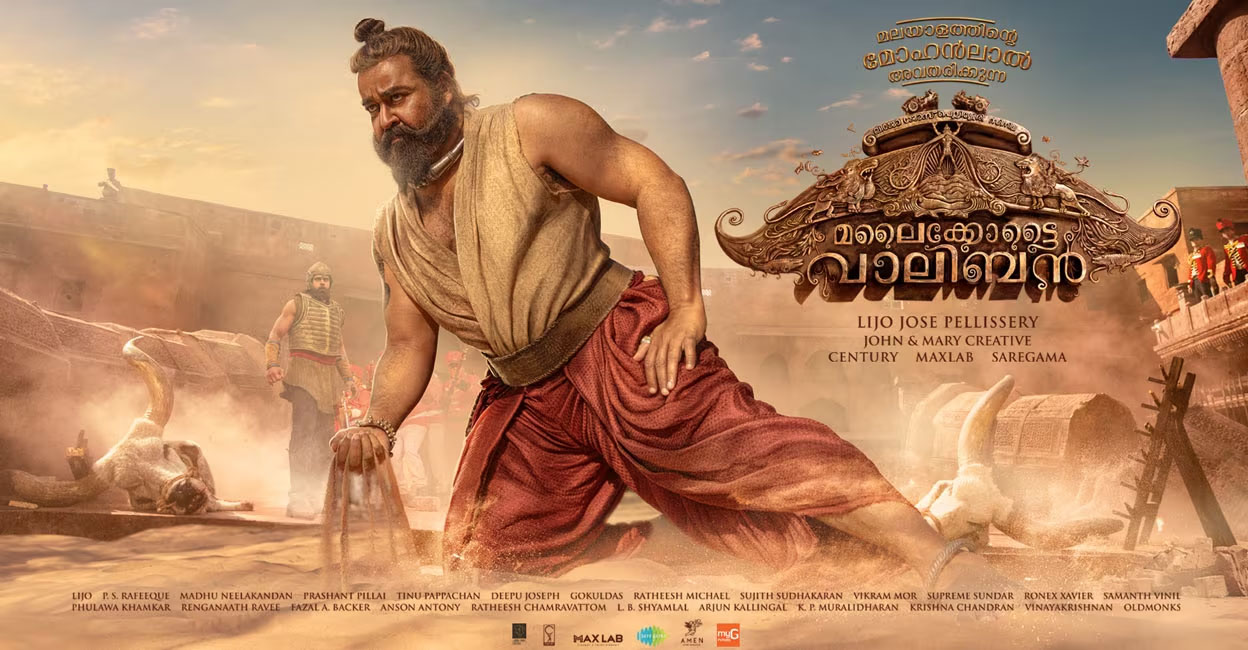 മലയാളത്തിന്റെ
മോഹൻലാൽ
അവതരിക്കുന്ന
മലൈക്കോട്ടൈ
വാലിബൻ
LIJO JOSE PELLISSERY
JOHN & MARY CREATIVE
CENTURY MAXLAB SAREGAMA
LIJO P. S. RAFEEQUE MADHU NEELAKANDAN PRASHANT PILLAI TINU PAPPACHAN DEEPU JOSEPH GOKULDAS RATHEESH MICHAEL SUJITH SUDHAKARAN VIKRAM MOR SUPREME SUNDAR RONEX XAVIER SAMANTH VINIL
PHULAWA KHAMKAR RENGANAATH RAVEE FAZAL A. BACKER ANSON ANTONY RATHEESH CHAMRAVATTOM L. B. SHYAMLAL ARJUN KALLINGAL K. P. MURALIDHARAN KRISHNA CHANDRAN VINAYAKRISHNAN OLDMONKS
MAX LAB AMEN myG